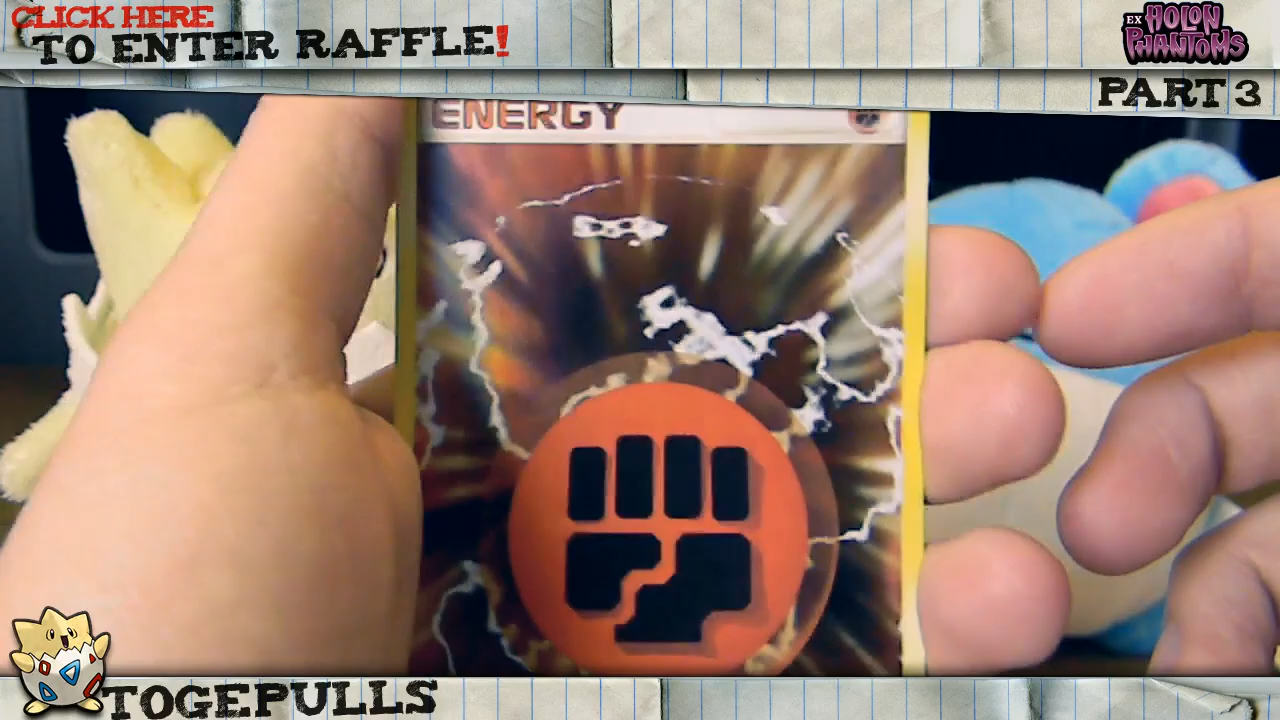 CLICK HERE
TO ENTER RAFFLE!
EX HOLON
PHANTOMS
PART 3
ENERGY
TOGEPULLS